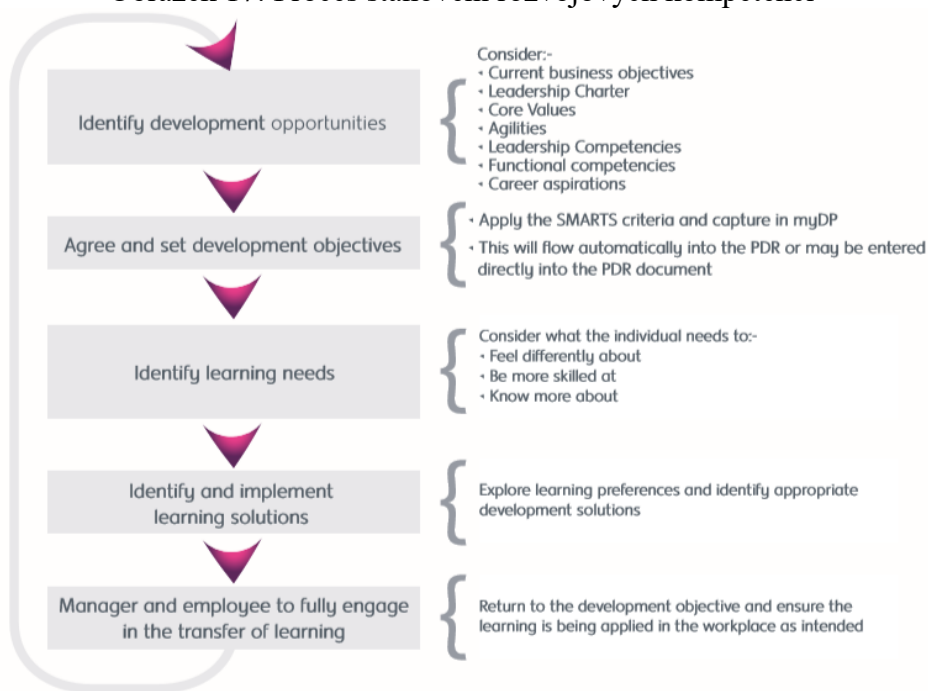 Identify development opportunities
Consider:-
• Current business objectives
• Leadership Charter
• Core Values
• Agilities
• Leadership Competencies
• Functional competencies
• Career aspirations
Agree and set development objectives
• Apply the SMARTS criteria and capture in myDP
• This will flow automatically into the PDR or may be entered
directly into the PDR document
Identify learning needs
Consider what the individual needs to:-
• Feel differently about
• Be more skilled at
• Know more about
Identify and implement
learning solutions
Explore learning preferences and identify appropriate
development solutions
Manager and employee to fully engage
in the transfer of learning
Return to the development objective and ensure the
learning is being applied in the workplace as intended